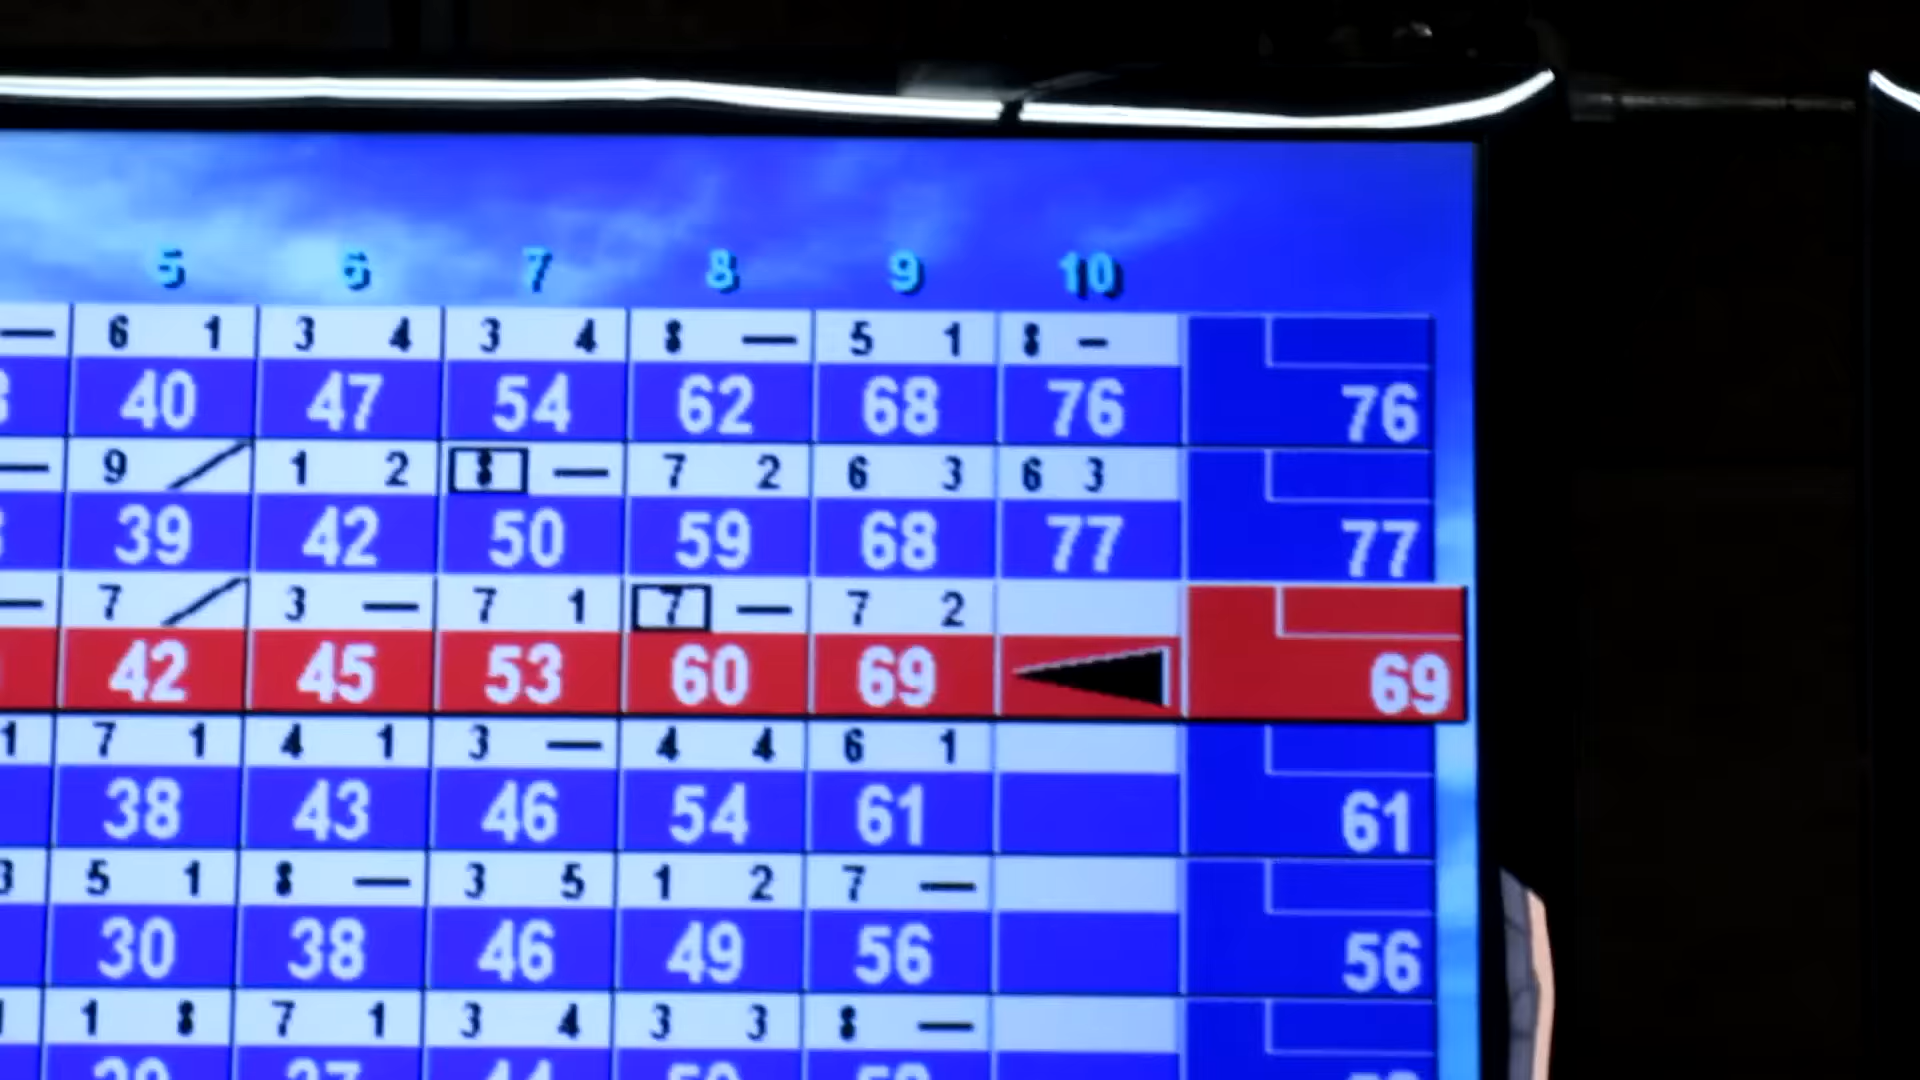 5 6 7 8 9 10
— 6 1 3 4 3 4 8 — 5 1 8 –
40 47 54 62 68 76 76
— 9 / 1 2 8 — 7 2 6 3 6 3
39 42 50 59 68 77 77
— 7 / 3 — 7 1 7 — 7 2
42 45 53 60 69 69
1 7 1 4 1 3 — 4 4 6 1
38 43 46 54 61 61
3 5 1 8 — 3 5 1 2 7 —
30 38 46 49 56 56
1 8 7 1 3 4 3 3 8 —